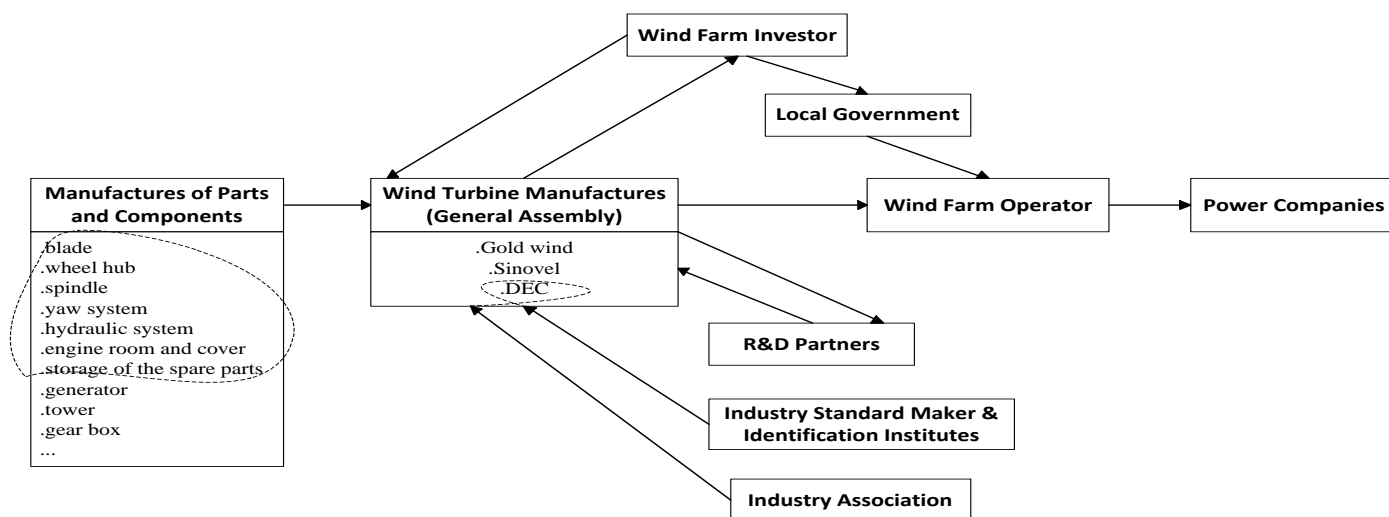 Wind Farm Investor
Local Government
Manufactures of Parts
and Components
.blade
.wheel hub
.spindle
.yaw system
.hydraulic system
.engine room and cover
.storage of the spare parts
.generator
.tower
.gear box
...
Wind Turbine Manufactures
(General Assembly)
.Gold wind
.Sinovel
.DEC
Wind Farm Operator
Power Companies
R&D Partners
Industry Standard Maker &
Identification Institutes
Industry Association